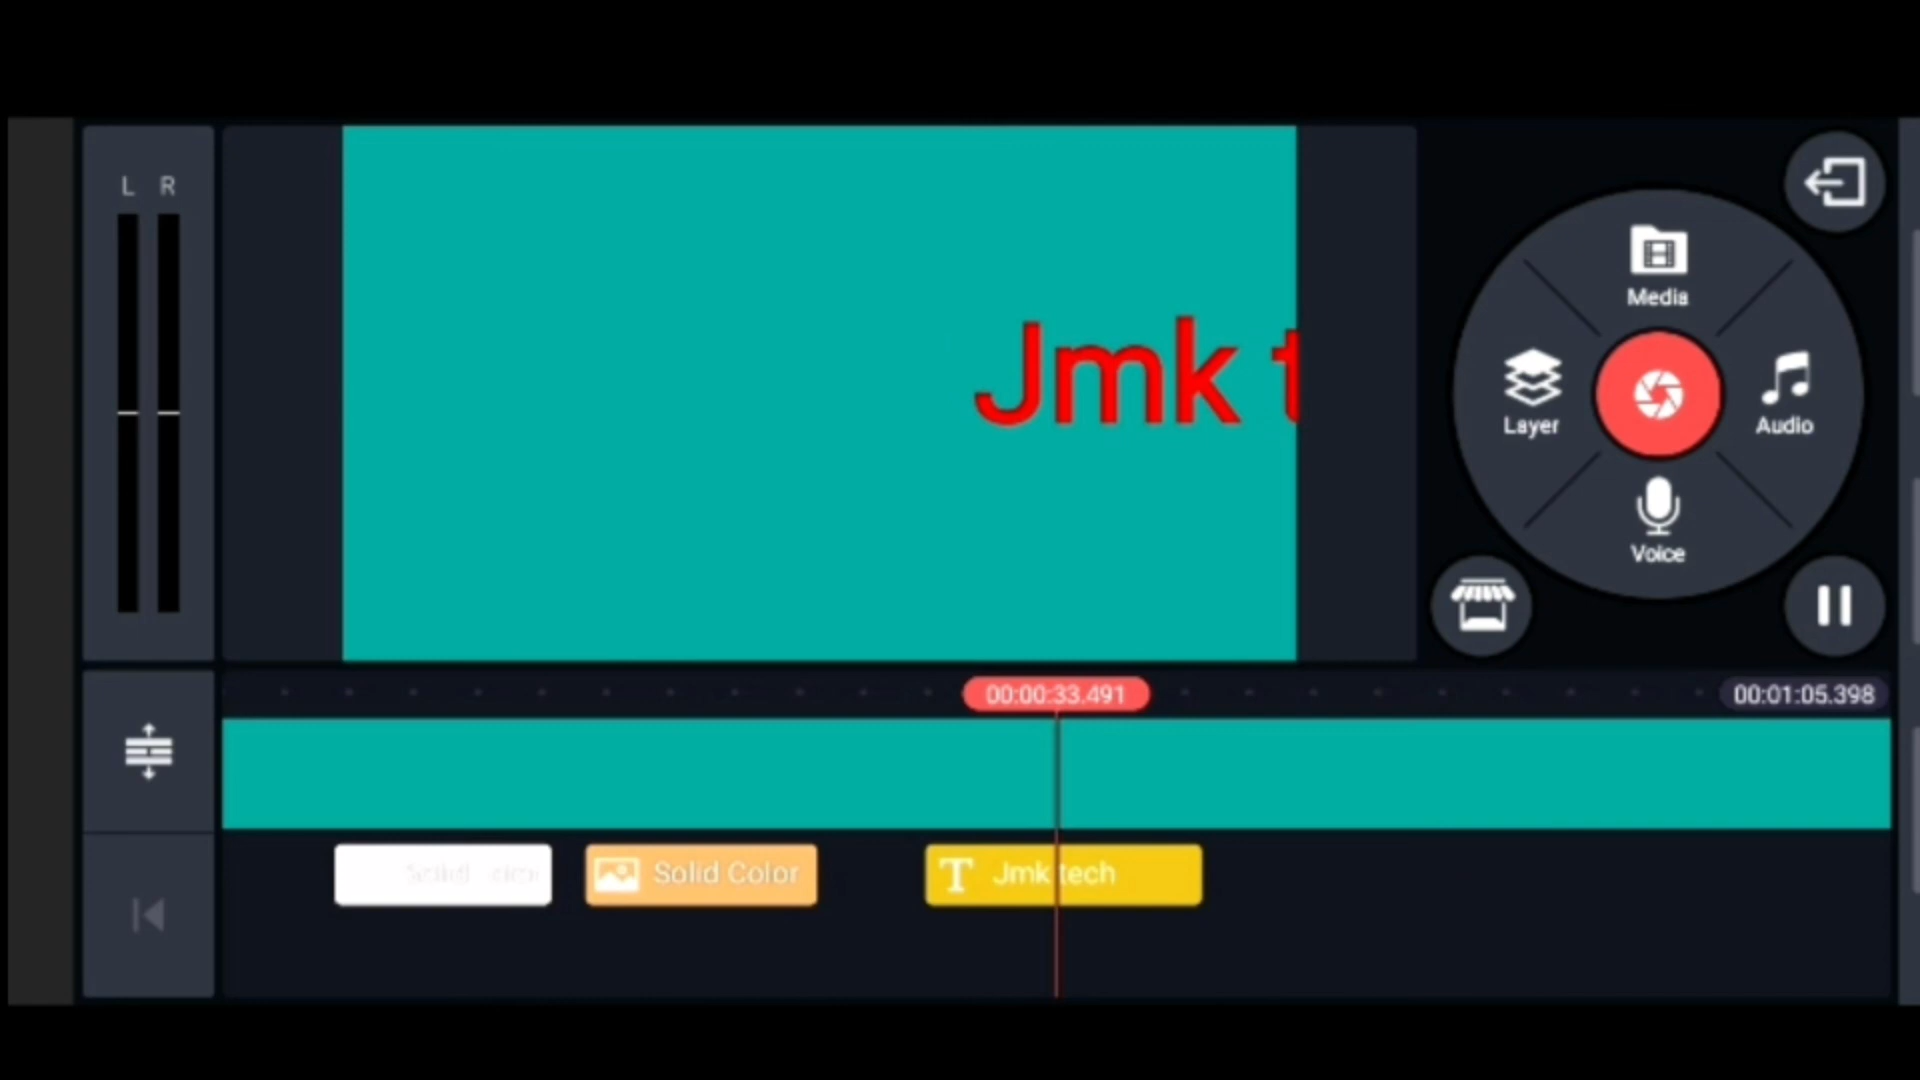 L R
Jmk t
Media
Layer
Audio
Voice
00:00:33.491
00:01:05.398
Solid Color
Jmk tech